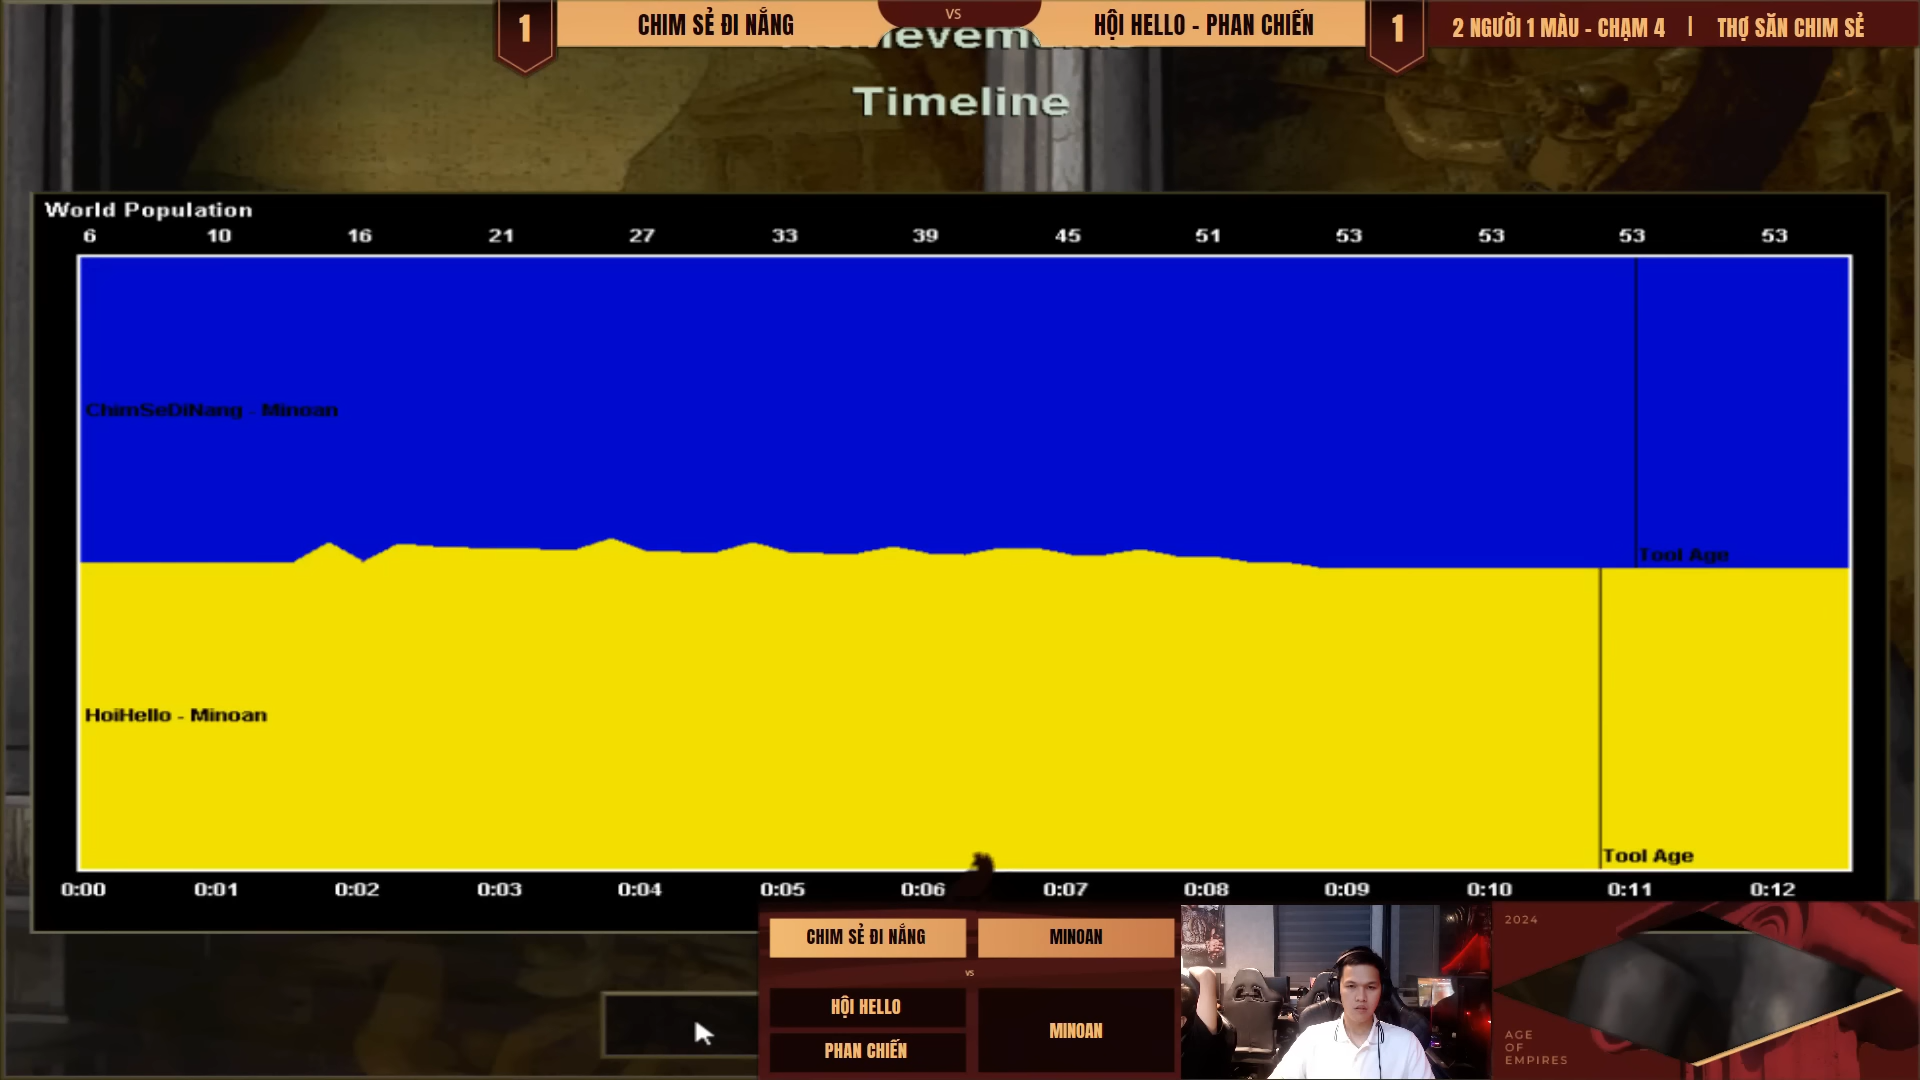 1
CHIM SẺ ĐI NẮNG
VS
HỘI HELLO - PHAN CHIẾN
1
2 NGƯỜI 1 MÀU - CHẠM 4 | THỢ SĂN CHIM SẺ
Timeline
World Population
6 10 16 21 27 33 39 45 51 53 53 53 53
ChimSeDiNang - Minoan
Tool Age
HoiHello - Minoan
Tool Age
0:00 0:01 0:02 0:03 0:04 0:05 0:06 0:07 0:08 0:09 0:10 0:11 0:12
CHIM SẺ ĐI NẮNG MINOAN
VS
HỘI HELLO
MINOAN
PHAN CHIẾN
2024
AGE
OF
EMPIRES